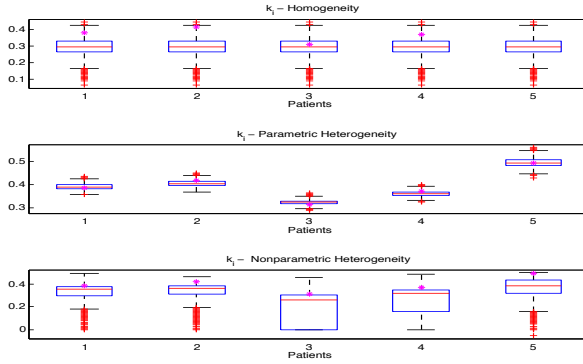 k_i – Homogeneity
0.4
0.3
0.2
0.1
1 2 3 4 5
Patients
k_i – Parametric Heterogeneity
0.5
0.4
0.3
1 2 3 4 5
Patients
k_i – Nonparametric Heterogeneity
0.4
0.2
0
1 2 3 4 5
Patients